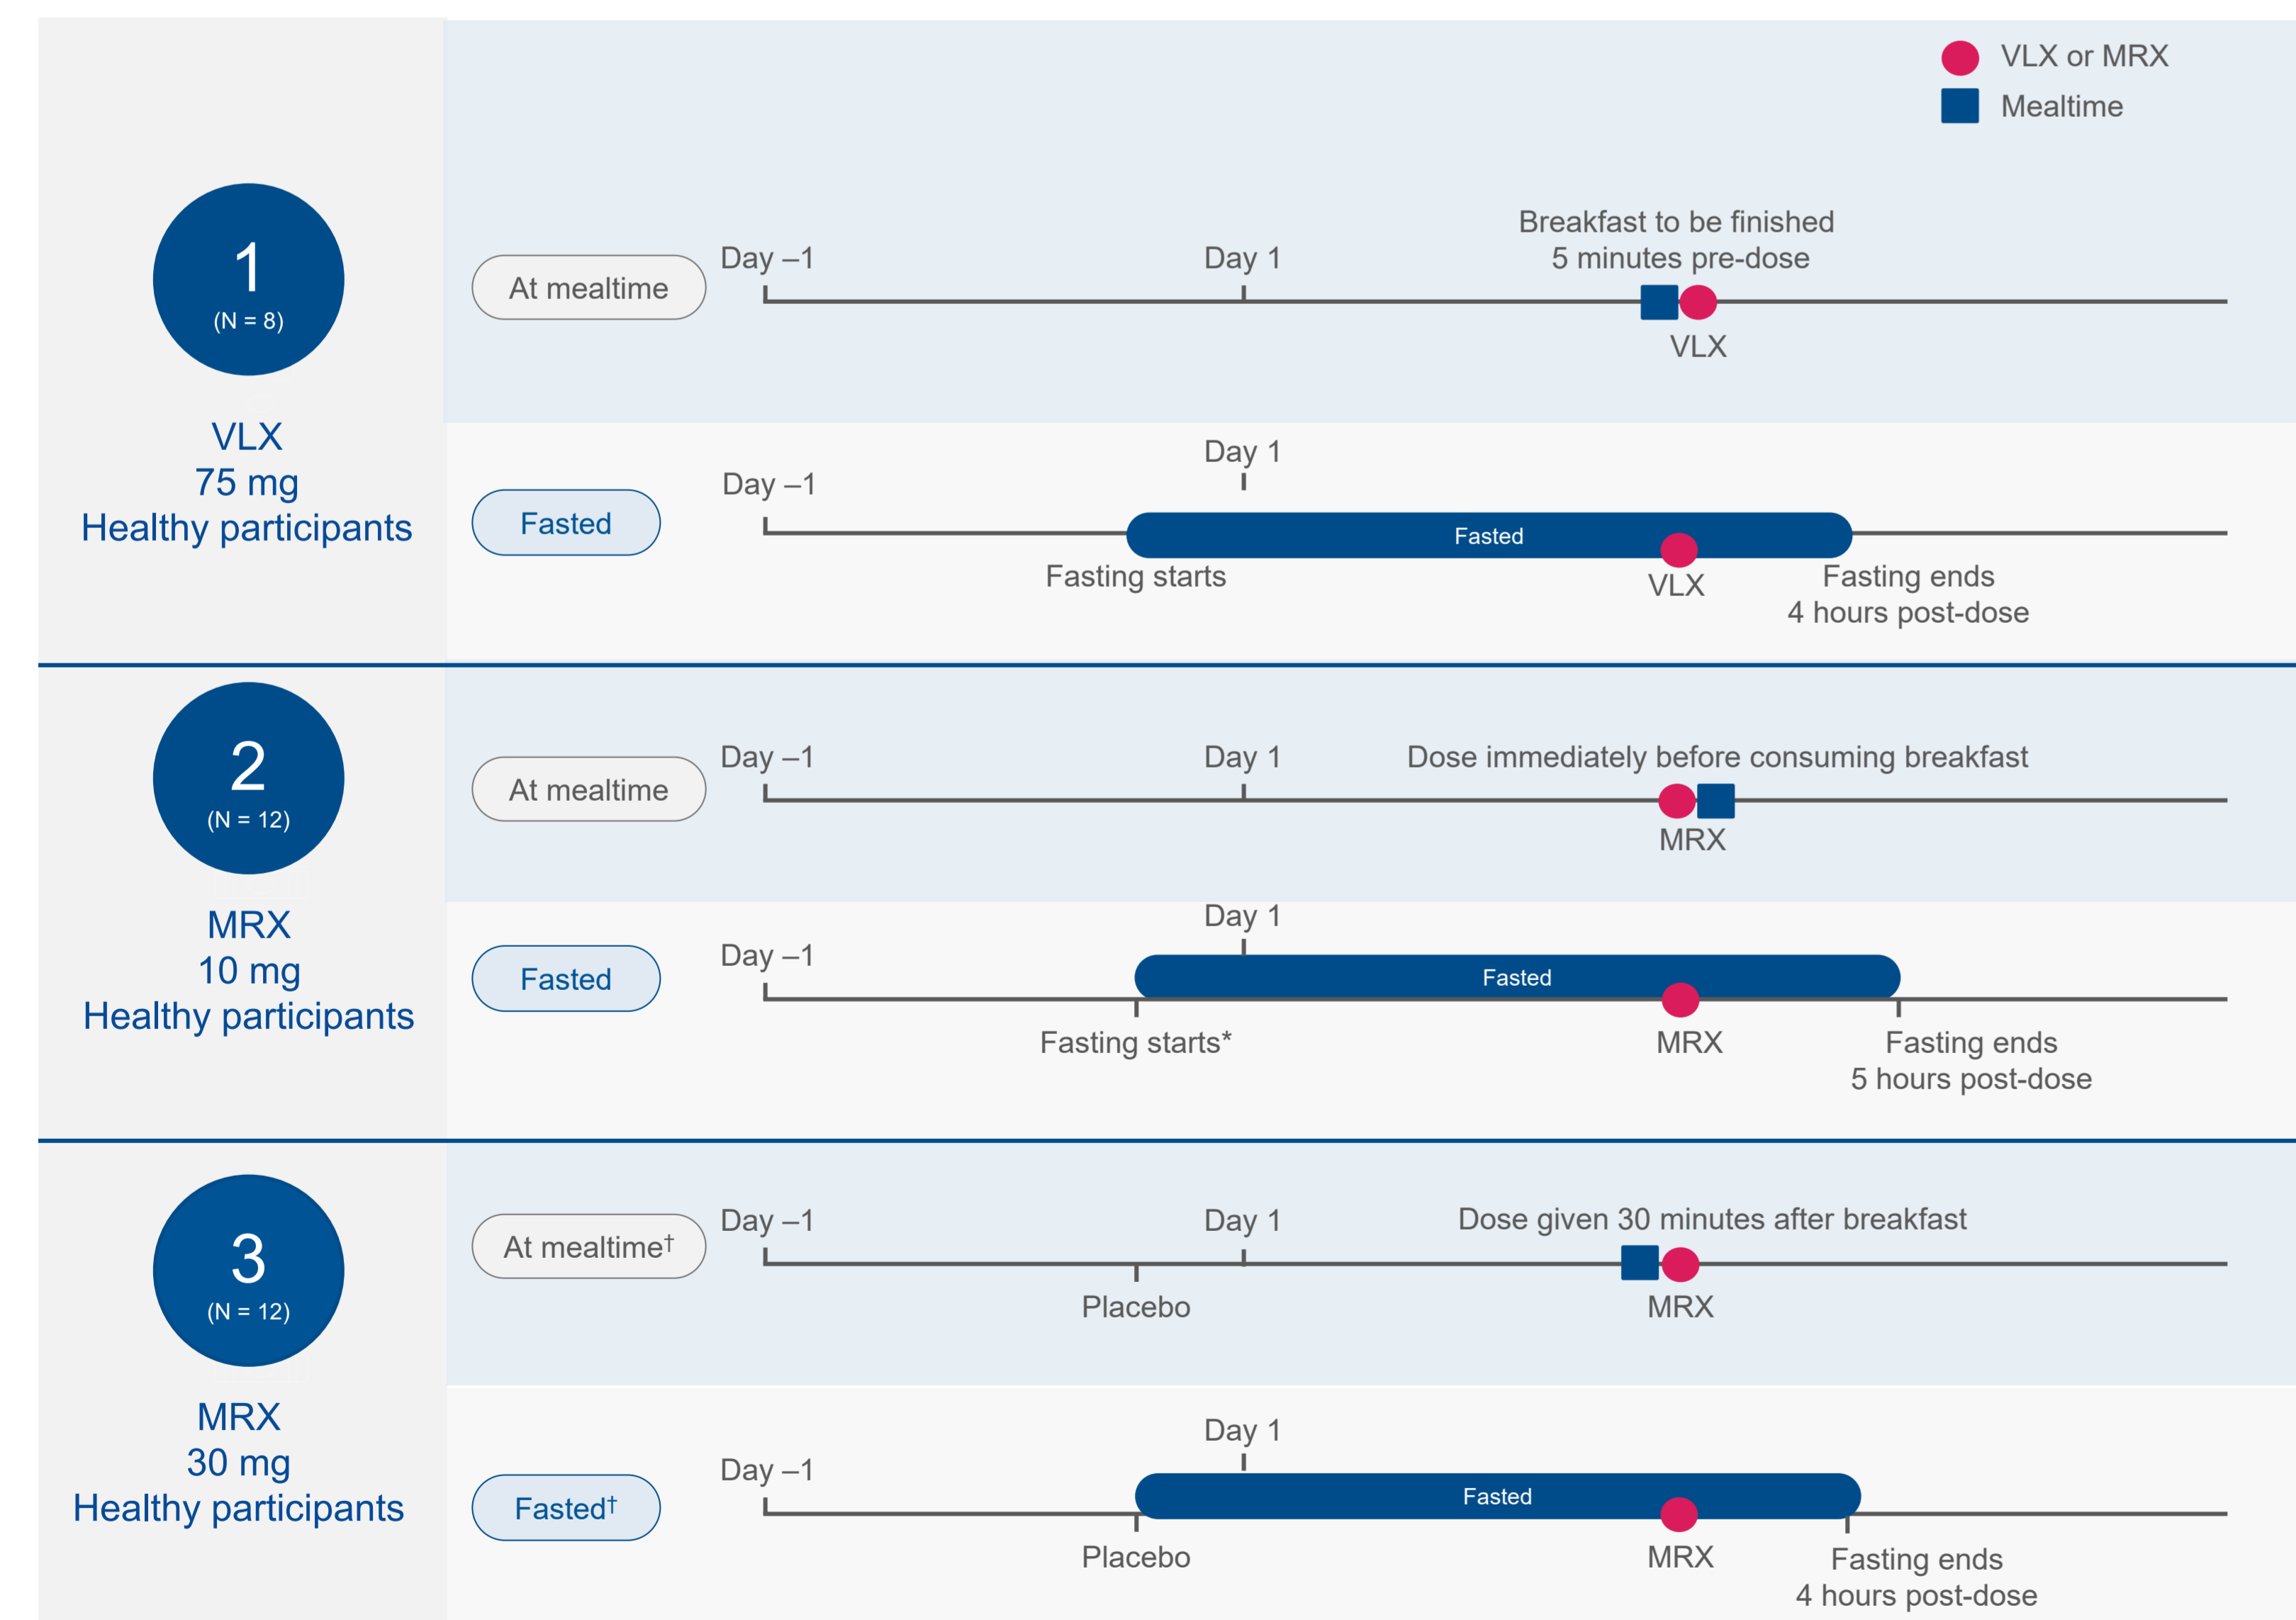 VLX or MRX
Mealtime
1
(N = 8)
VLX
75 mg
Healthy participants
At mealtime
Day –1
Day 1
Breakfast to be finished
5 minutes pre-dose
VLX
Fasted
Day –1
Day 1
Fasted
Fasting starts
VLX
Fasting ends
4 hours post-dose
2
(N = 12)
MRX
10 mg
Healthy participants
At mealtime
Day –1
Day 1
Dose immediately before consuming breakfast
MRX
Fasted
Day –1
Day 1
Fasted
Fasting starts*
MRX
Fasting ends
5 hours post-dose
3
(N = 12)
MRX
30 mg
Healthy participants
At mealtime†
Day –1
Day 1
Dose given 30 minutes after breakfast
Placebo
MRX
Fasted†
Day –1
Day 1
Fasted
Placebo
MRX
Fasting ends
4 hours post-dose